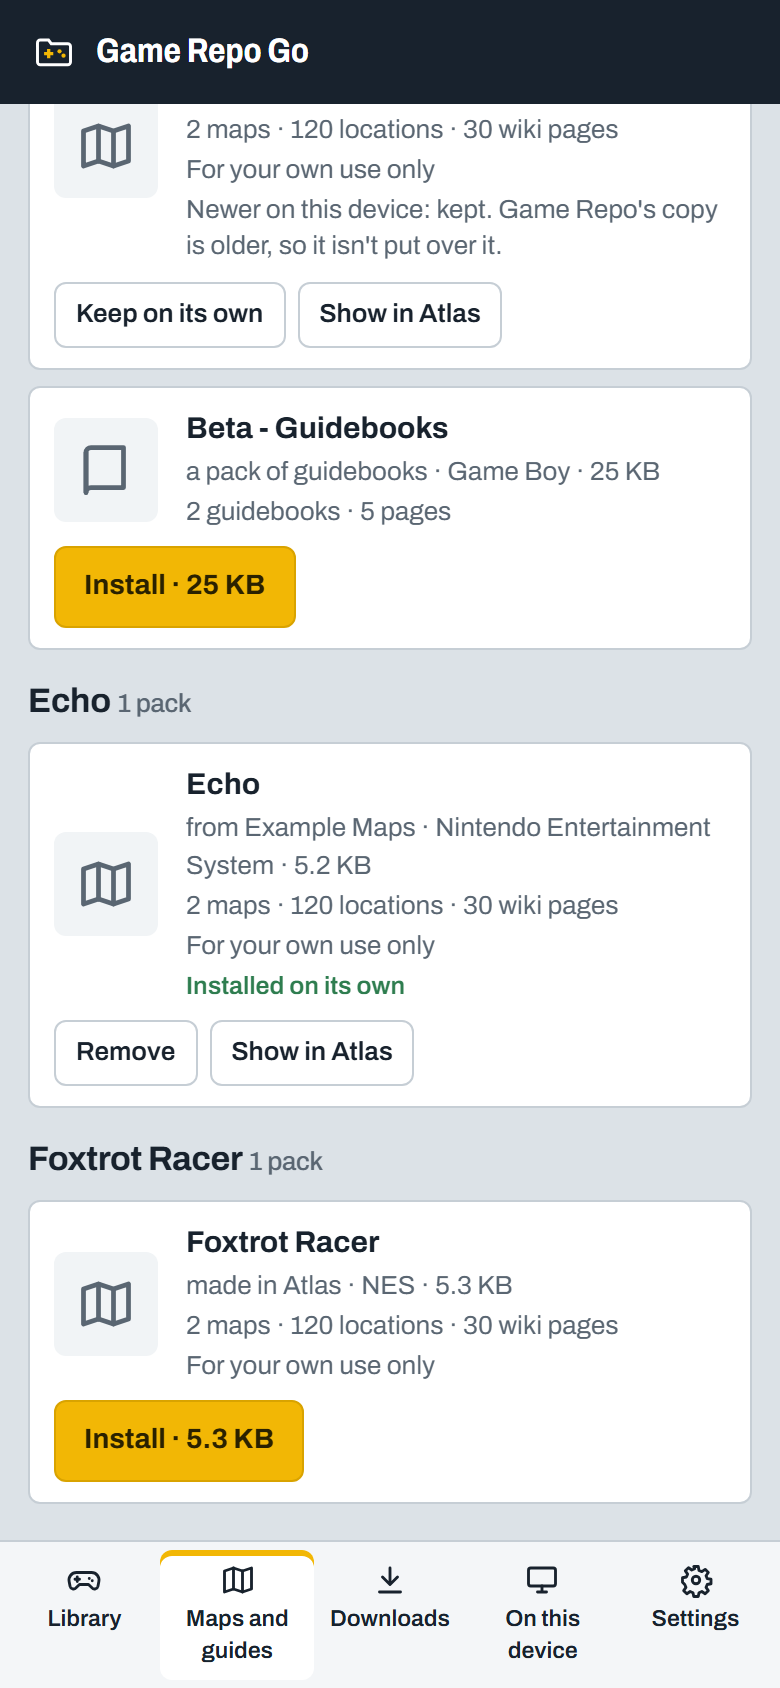 Game Repo Go
2 maps · 120 locations · 30 wiki pages
For your own use only
Newer on this device: kept. Game Repo's copy
is older, so it isn't put over it.
Keep on its own
Show in Atlas
Beta - Guidebooks
a pack of guidebooks · Game Boy · 25 KB
2 guidebooks · 5 pages
Install · 25 KB
Echo 1 pack
Echo
from Example Maps · Nintendo Entertainment
System · 5.2 KB
2 maps · 120 locations · 30 wiki pages
For your own use only
Installed on its own
Remove
Show in Atlas
Foxtrot Racer 1 pack
Foxtrot Racer
made in Atlas · NES · 5.3 KB
2 maps · 120 locations · 30 wiki pages
For your own use only
Install · 5.3 KB
Library
Maps and
guides
Downloads
On this
device
Settings